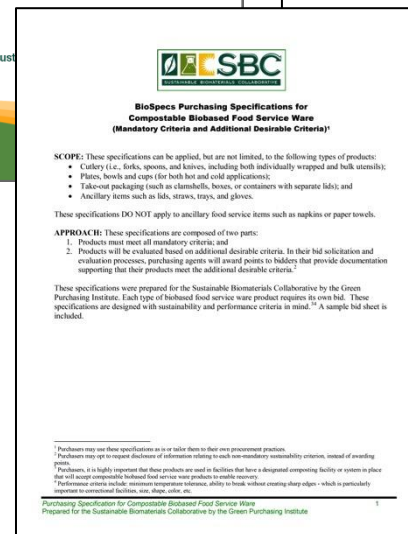 ust
SBC
SUSTAINABLE BIOMATERIALS COLLABORATIVE
BioSpecs Purchasing Specifications for
Compostable Biobased Food Service Ware
(Mandatory Criteria and Additional Desirable Criteria)¹
SCOPE: These specifications can be applied, but are not limited, to the following types of products:
• Cutlery (i.e., forks, spoons, and knives, including both individually wrapped and bulk utensils);
• Plates, bowls and cups (for both hot and cold applications);
• Take-out packaging (such as clamshells, boxes, or containers with separate lids); and
• Ancillary items such as lids, straws, trays, and gloves.
These specifications DO NOT apply to ancillary food service items such as napkins or paper towels.
APPROACH: These specifications are composed of two parts:
1. Products must meet all mandatory criteria; and
2. Products will be evaluated based on additional desirable criteria. In their bid solicitation and
evaluation processes, purchasing agents will award points to bidders that provide documentation
supporting that their products meet the additional desirable criteria.²
These specifications were prepared for the Sustainable Biomaterials Collaborative by the Green
Purchasing Institute. Each type of biobased food service ware product requires its own bid. These
specifications are designed with sustainability and performance criteria in mind.³⁴ A sample bid sheet is
included.
¹ Purchasers may use these specifications as is or tailor them to their own procurement practices.
² Purchasers may opt to request disclosure of information relating to each non-mandatory sustainability criterion, instead of awarding
points.
³ Purchasers, it is highly important that these products are used in facilities that have a designated composting facility or system in place
that will accept compostable biobased food service ware products to enable recovery.
⁴ Performance criteria include: minimum temperature tolerance, ability to break without creating sharp edges - which is particularly
important to correctional facilities, size, shape, color, etc.
Purchasing Specification for Compostable Biobased Food Service Ware 1
Prepared for the Sustainable Biomaterials Collaborative by the Green Purchasing Institute